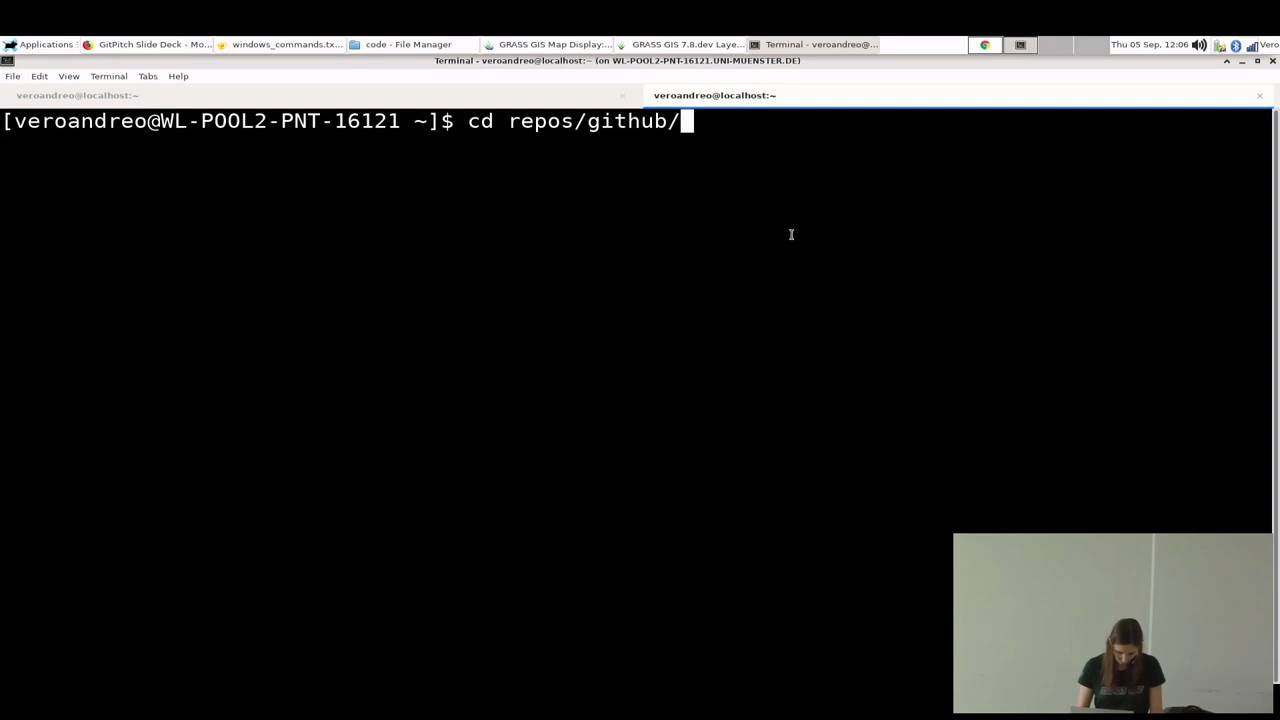 Applications
GitPitch Slide Deck - Mo...
windows_commands.tx...
code - File Manager
GRASS GIS Map Display:...
GRASS GIS 7.8.dev Laye...
Terminal - veroandreo@...
Thu 05 Sep, 12:06
Vero
Terminal - veroandreo@localhost:~ (on WL-POOL2-PNT-16121.UNI-MUENSTER.DE)
File Edit View Terminal Tabs Help
veroandreo@localhost:~
veroandreo@localhost:~
[veroandreo@WL-POOL2-PNT-16121 ~]$ cd repos/github/